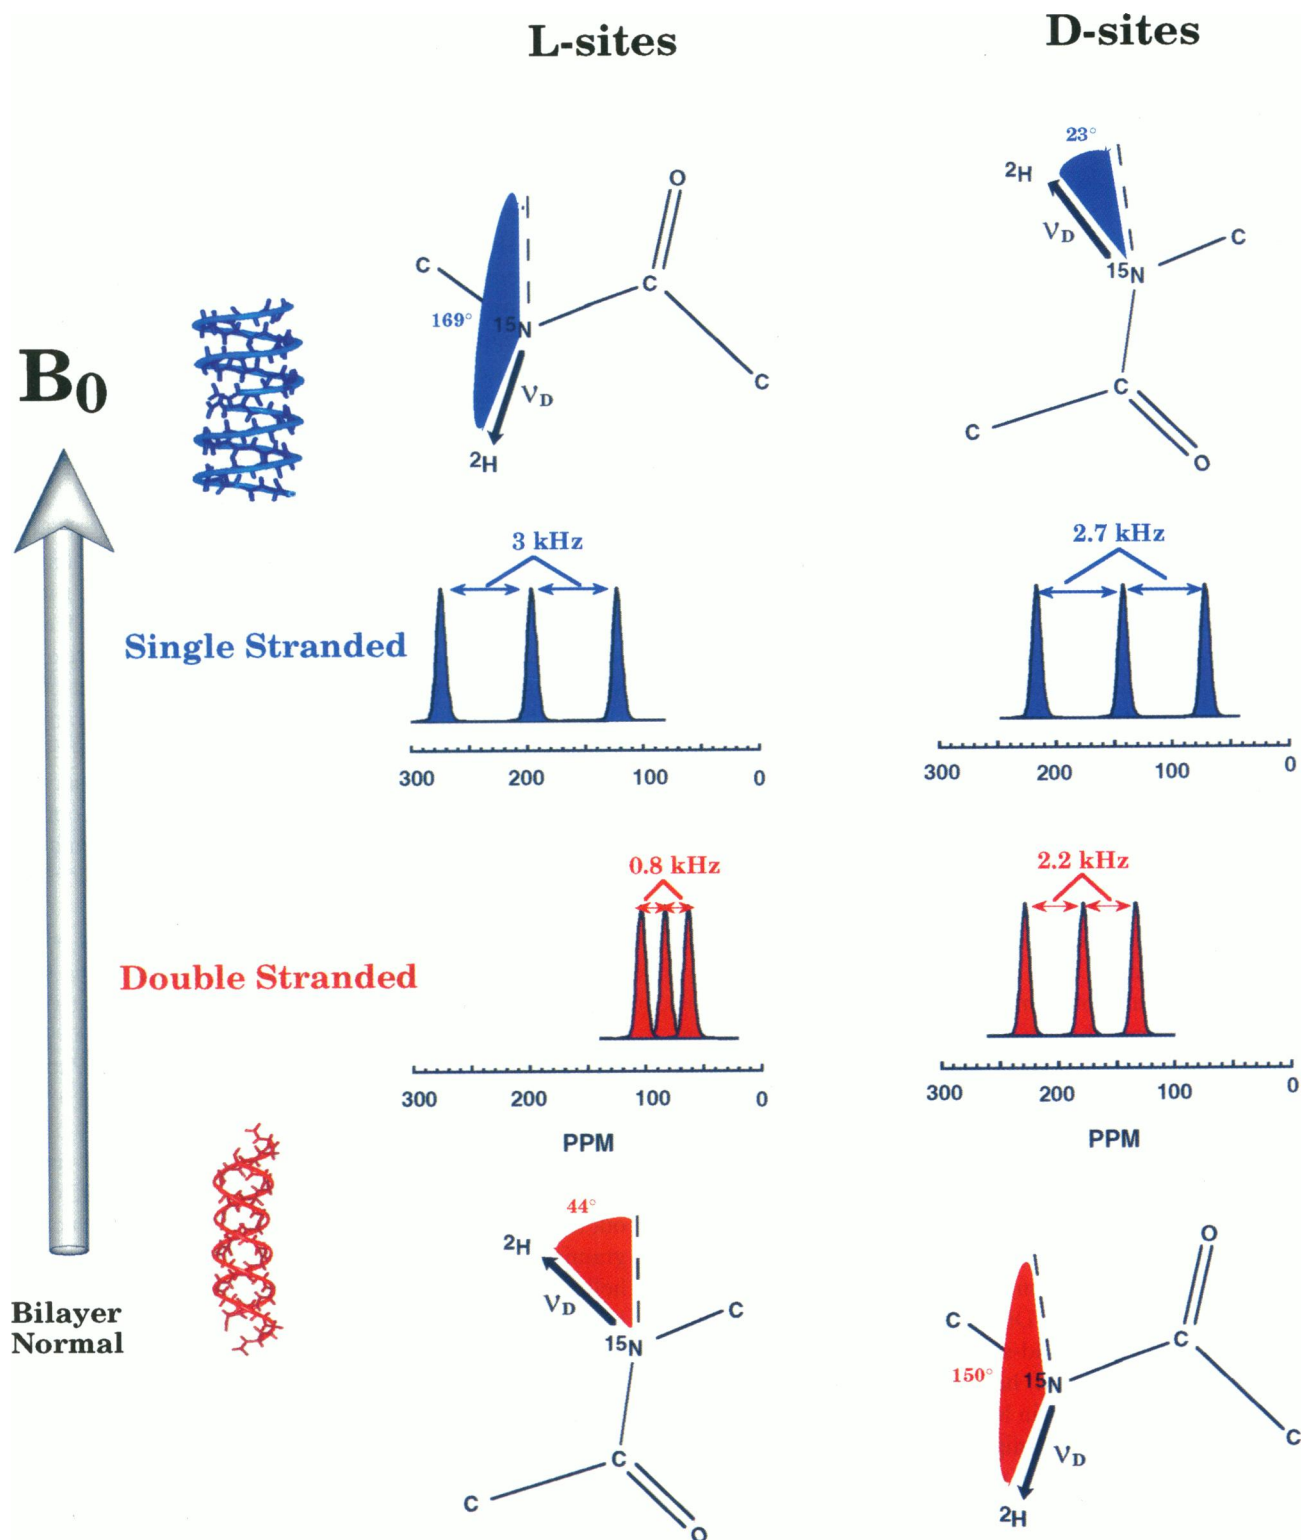 L-sites
D-sites
23°
²H
νD
¹⁵N
C
C
C
O
O
C
C
169°
¹⁵N
νD
²H
C
B₀
3 kHz
2.7 kHz
Single Stranded
300 200 100 0
300 200 100 0
0.8 kHz
2.2 kHz
Double Stranded
300 200 100 0
300 200 100 0
PPM
PPM
44°
²H
νD
¹⁵N
C
C
C
O
O
C
C
150°
¹⁵N
νD
²H
C
Bilayer
Normal